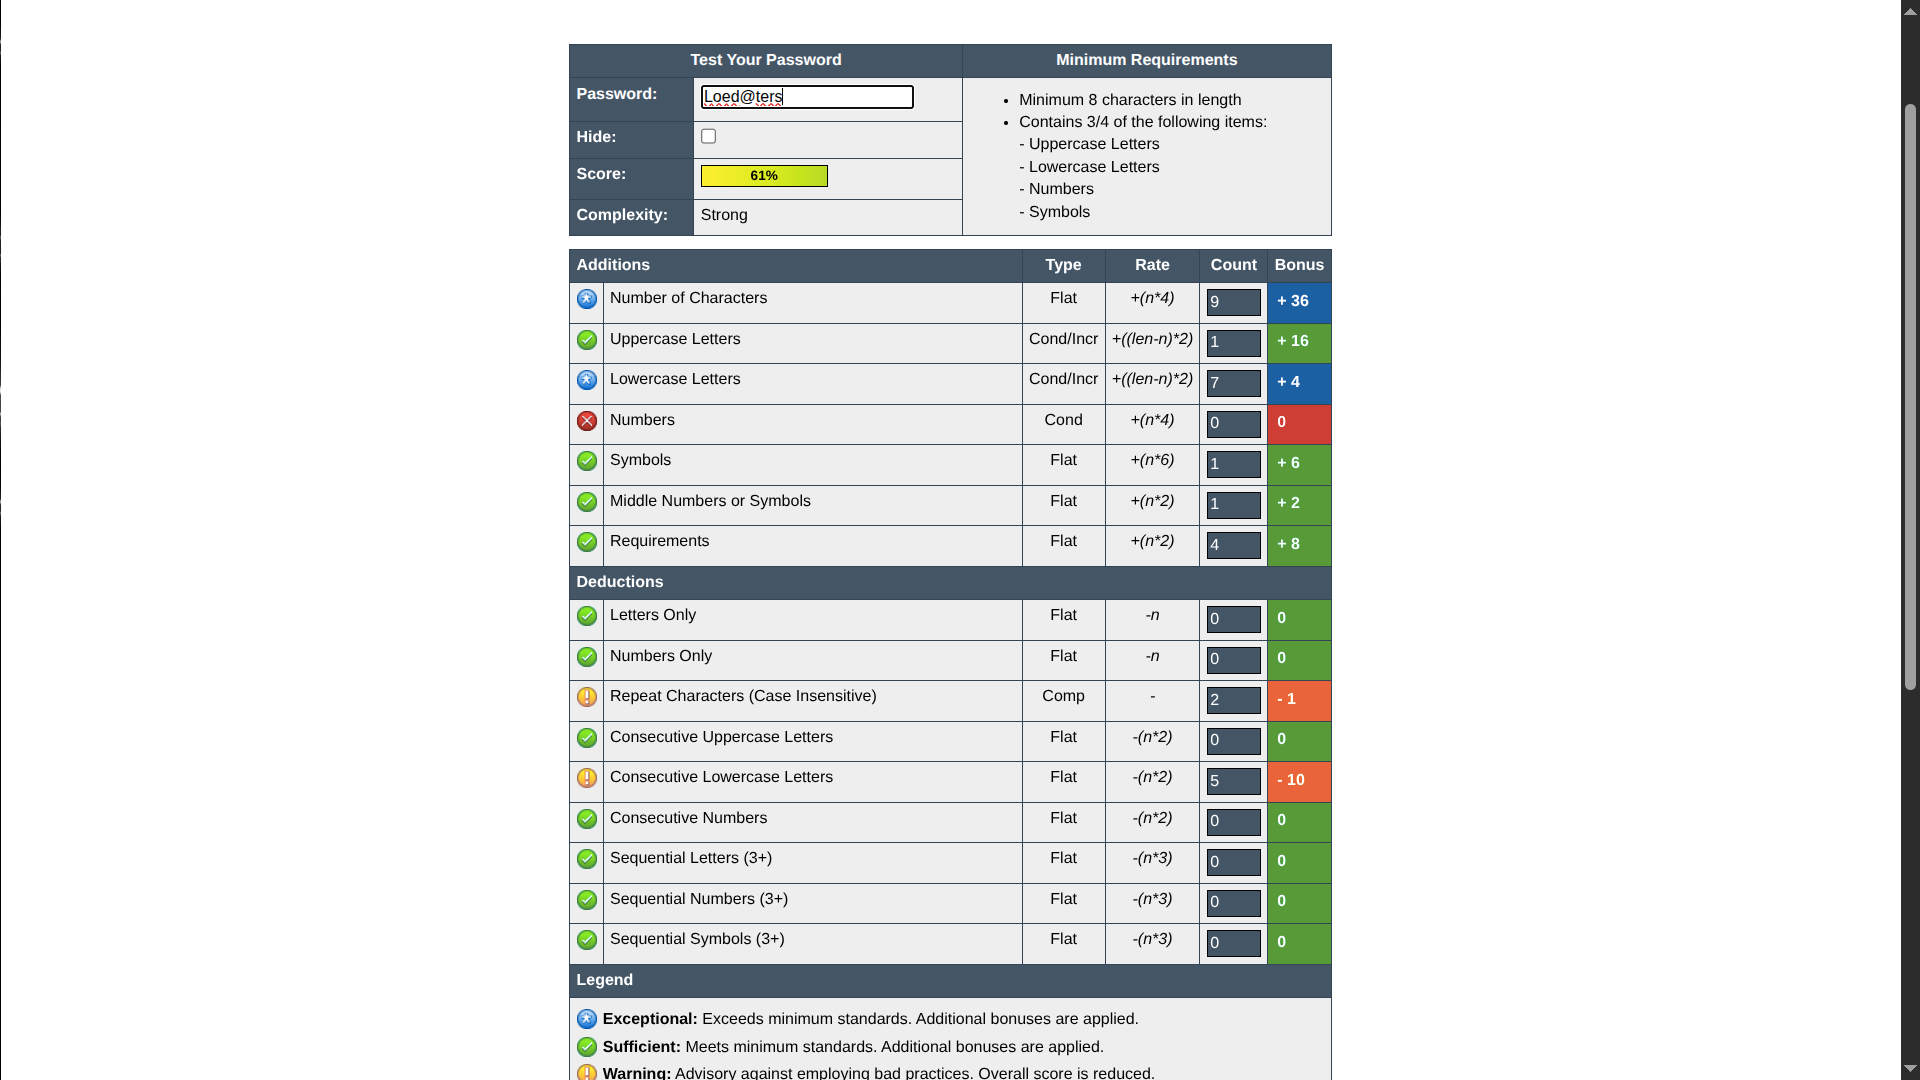 Test Your Password
Minimum Requirements
Password:
Loed@ters
Hide:
Score:
61%
Complexity:
Strong
• Minimum 8 characters in length
• Contains 3/4 of the following items:
- Uppercase Letters
- Lowercase Letters
- Numbers
- Symbols
Additions Type Rate Count Bonus
Number of Characters Flat +(n*4) 9 + 36
Uppercase Letters Cond/Incr +((len-n)*2) 1 + 16
Lowercase Letters Cond/Incr +((len-n)*2) 7 + 4
Numbers Cond +(n*4) 0 0
Symbols Flat +(n*6) 1 + 6
Middle Numbers or Symbols Flat +(n*2) 1 + 2
Requirements Flat +(n*2) 4 + 8
Deductions
Letters Only Flat -n 0 0
Numbers Only Flat -n 0 0
Repeat Characters (Case Insensitive) Comp - 2 - 1
Consecutive Uppercase Letters Flat -(n*2) 0 0
Consecutive Lowercase Letters Flat -(n*2) 5 - 10
Consecutive Numbers Flat -(n*2) 0 0
Sequential Letters (3+) Flat -(n*3) 0 0
Sequential Numbers (3+) Flat -(n*3) 0 0
Sequential Symbols (3+) Flat -(n*3) 0 0
Legend
Exceptional: Exceeds minimum standards. Additional bonuses are applied.
Sufficient: Meets minimum standards. Additional bonuses are applied.
Warning: Advisory against employing bad practices. Overall score is reduced.